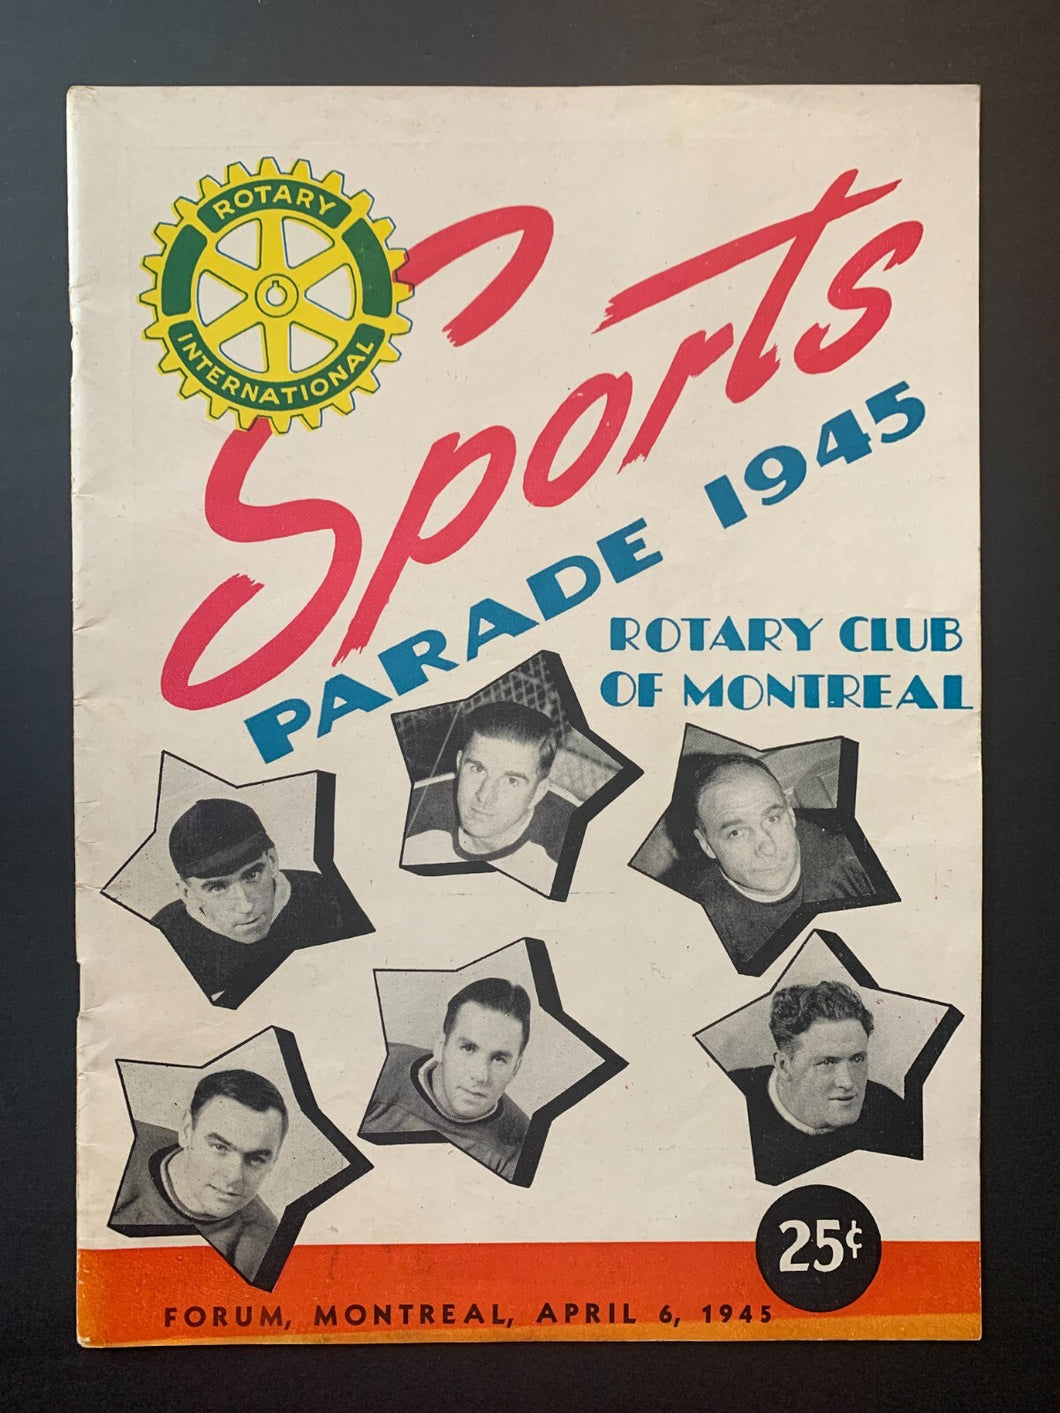 ROTARY
INTERNATIONAL
Sports
PARADE 1945
ROTARY CLUB
OF MONTREAL
25¢
FORUM, MONTREAL, APRIL 6, 1945